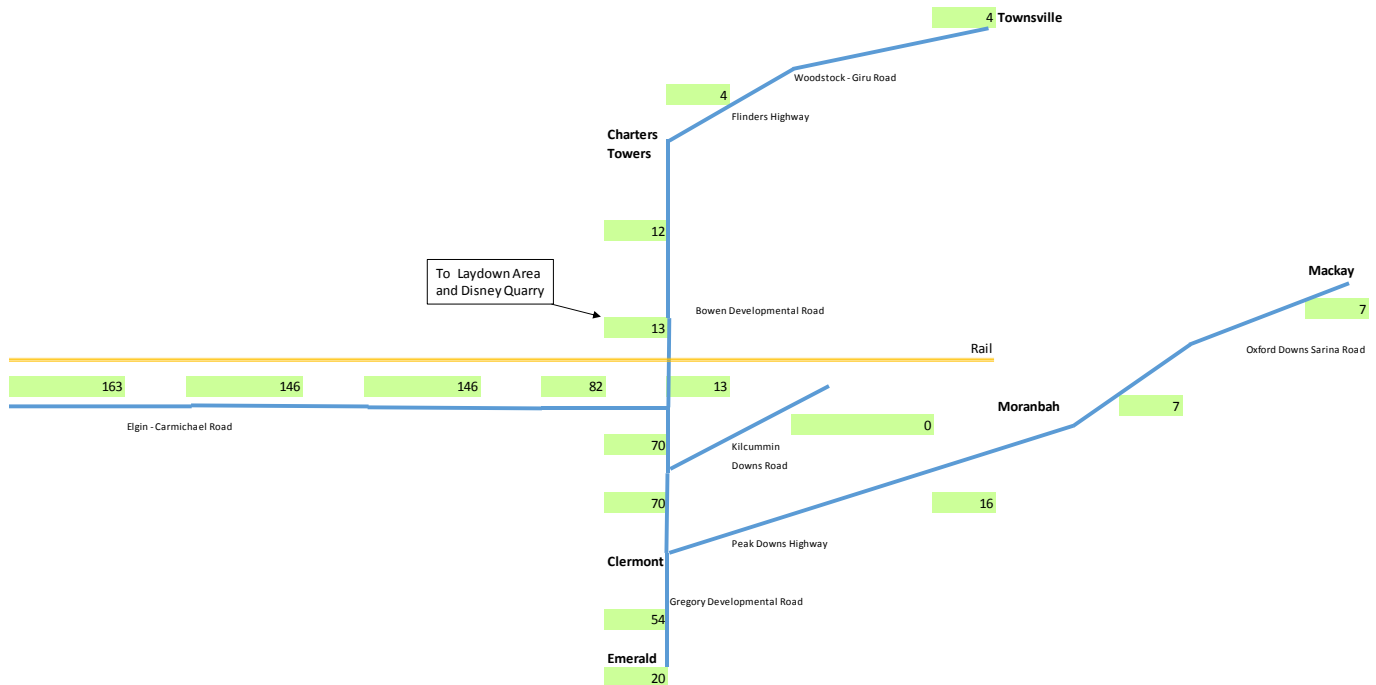 4 Townsville
Woodstock - Giru Road
4
Flinders Highway
Charters
Towers
12
To Laydown Area
and Disney Quarry
Mackay
7
Bowen Developmental Road
13
Rail
Oxford Downs Sarina Road
163
146
146
82
13
Moranbah
7
Elgin - Carmichael Road
0
70
Kilcummin
Downs Road
70
16
Peak Downs Highway
Clermont
Gregory Developmental Road
54
Emerald
20